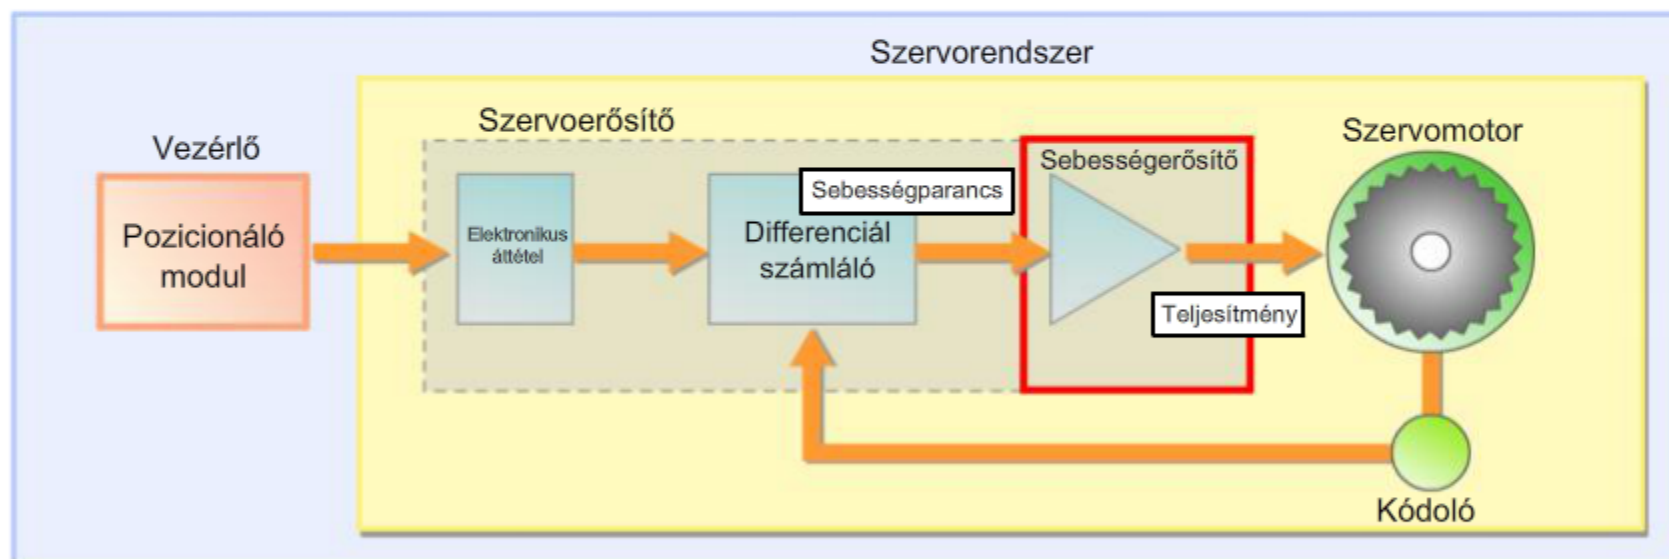 Szervorendszer
Szervoerősítő
Vezérlő
Pozicionáló
modul
Elektronikus
áttétel
Differenciál
számláló
Sebességparancs
Sebességerősítő
Teljesítmény
Szervomotor
Kódoló